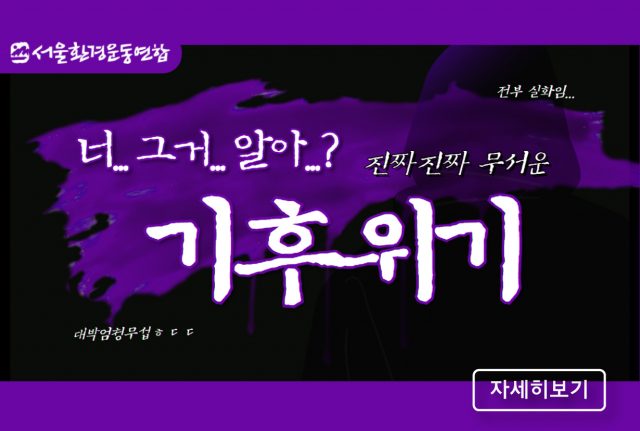 서울환경운동연합
전부 실화임...
너... 그거... 알아...?
진짜진짜 무서운
기후위기
대박엄청무섭ㅎㄷㄷ
자세히보기